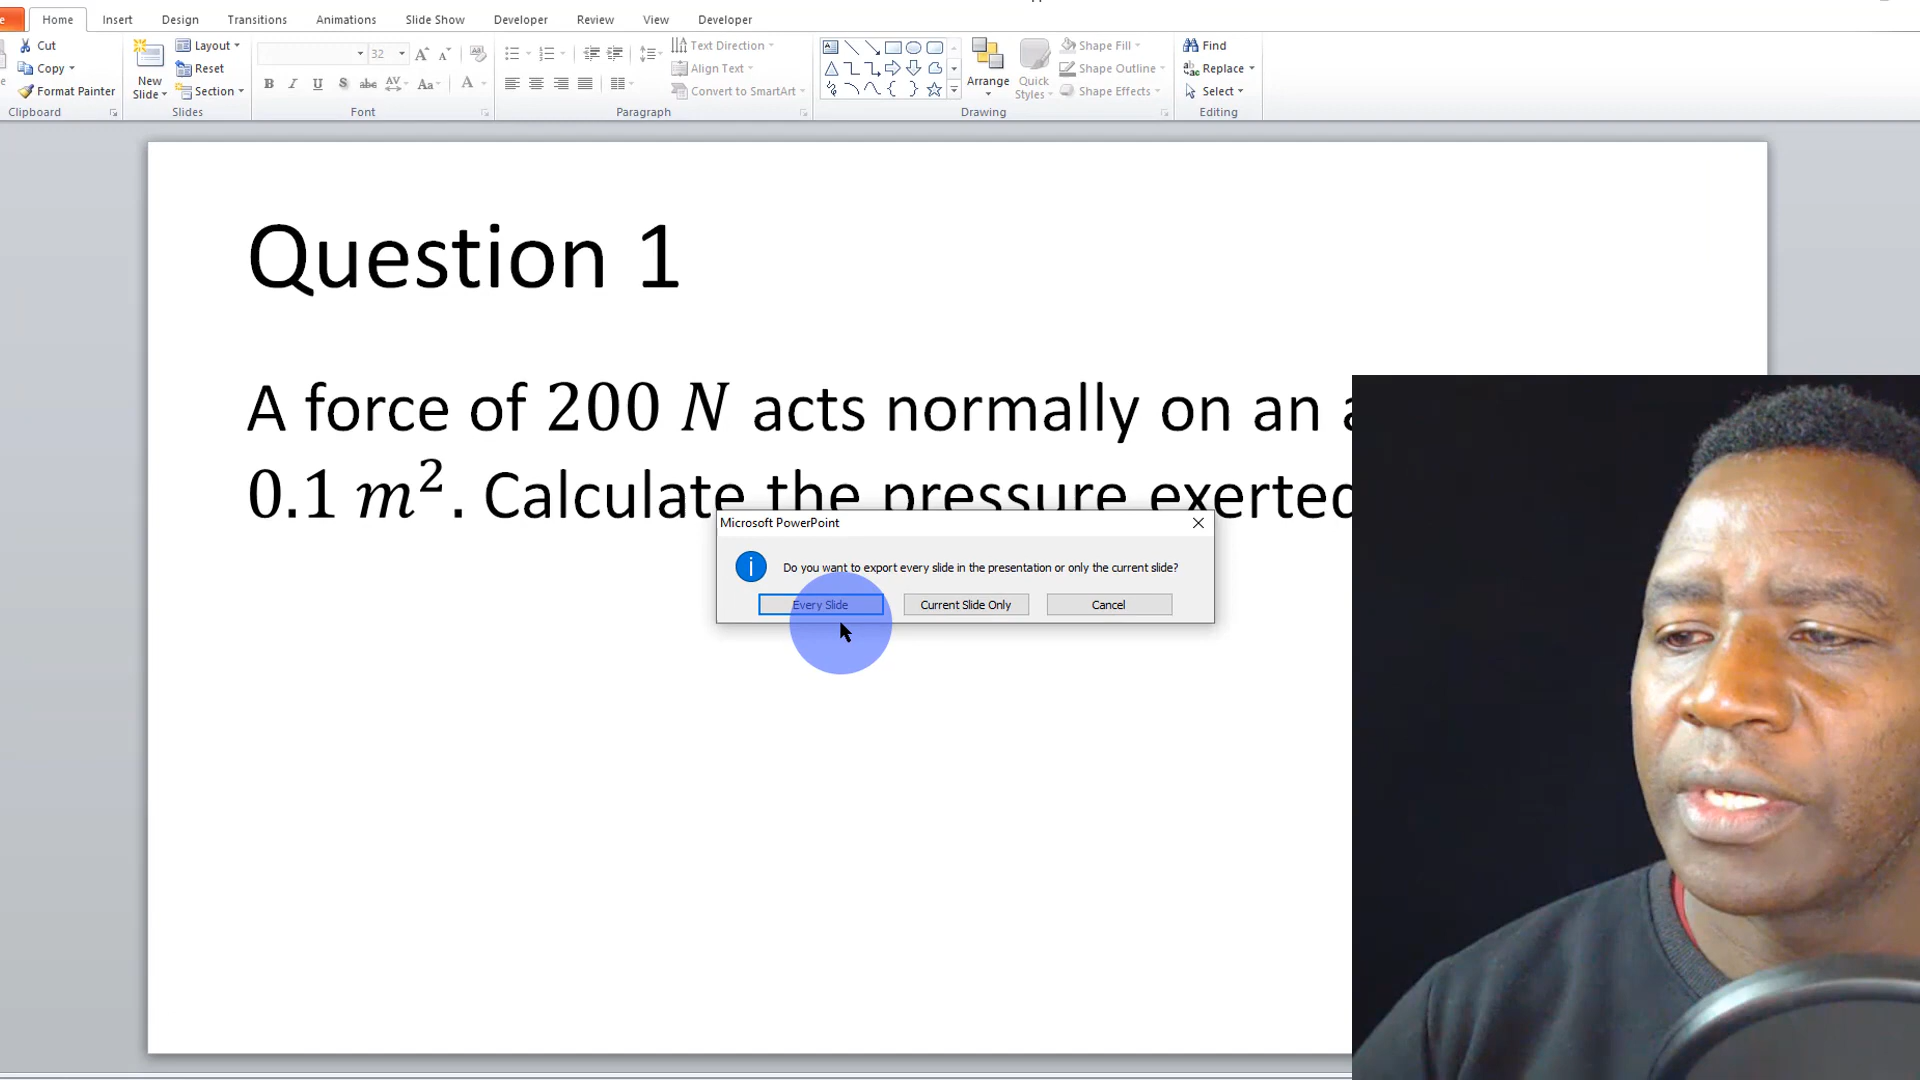 Home Insert Design Transitions Animations Slide Show Developer Review View Developer
Cut
Copy
Format Painter
Clipboard
New Slide
Layout
Reset
Section
Slides
32
B I U S abc AV Aa A
Font
Text Direction
Align Text
Convert to SmartArt
Paragraph
Arrange
Quick Styles
Shape Fill
Shape Outline
Shape Effects
Drawing
Find
Replace
Select
Editing
Question 1
A force of 200 N acts normally on an
0.1 m². Calculate the pressure exerted
Microsoft PowerPoint
Do you want to export every slide in the presentation or only the current slide?
Every Slide Current Slide Only Cancel